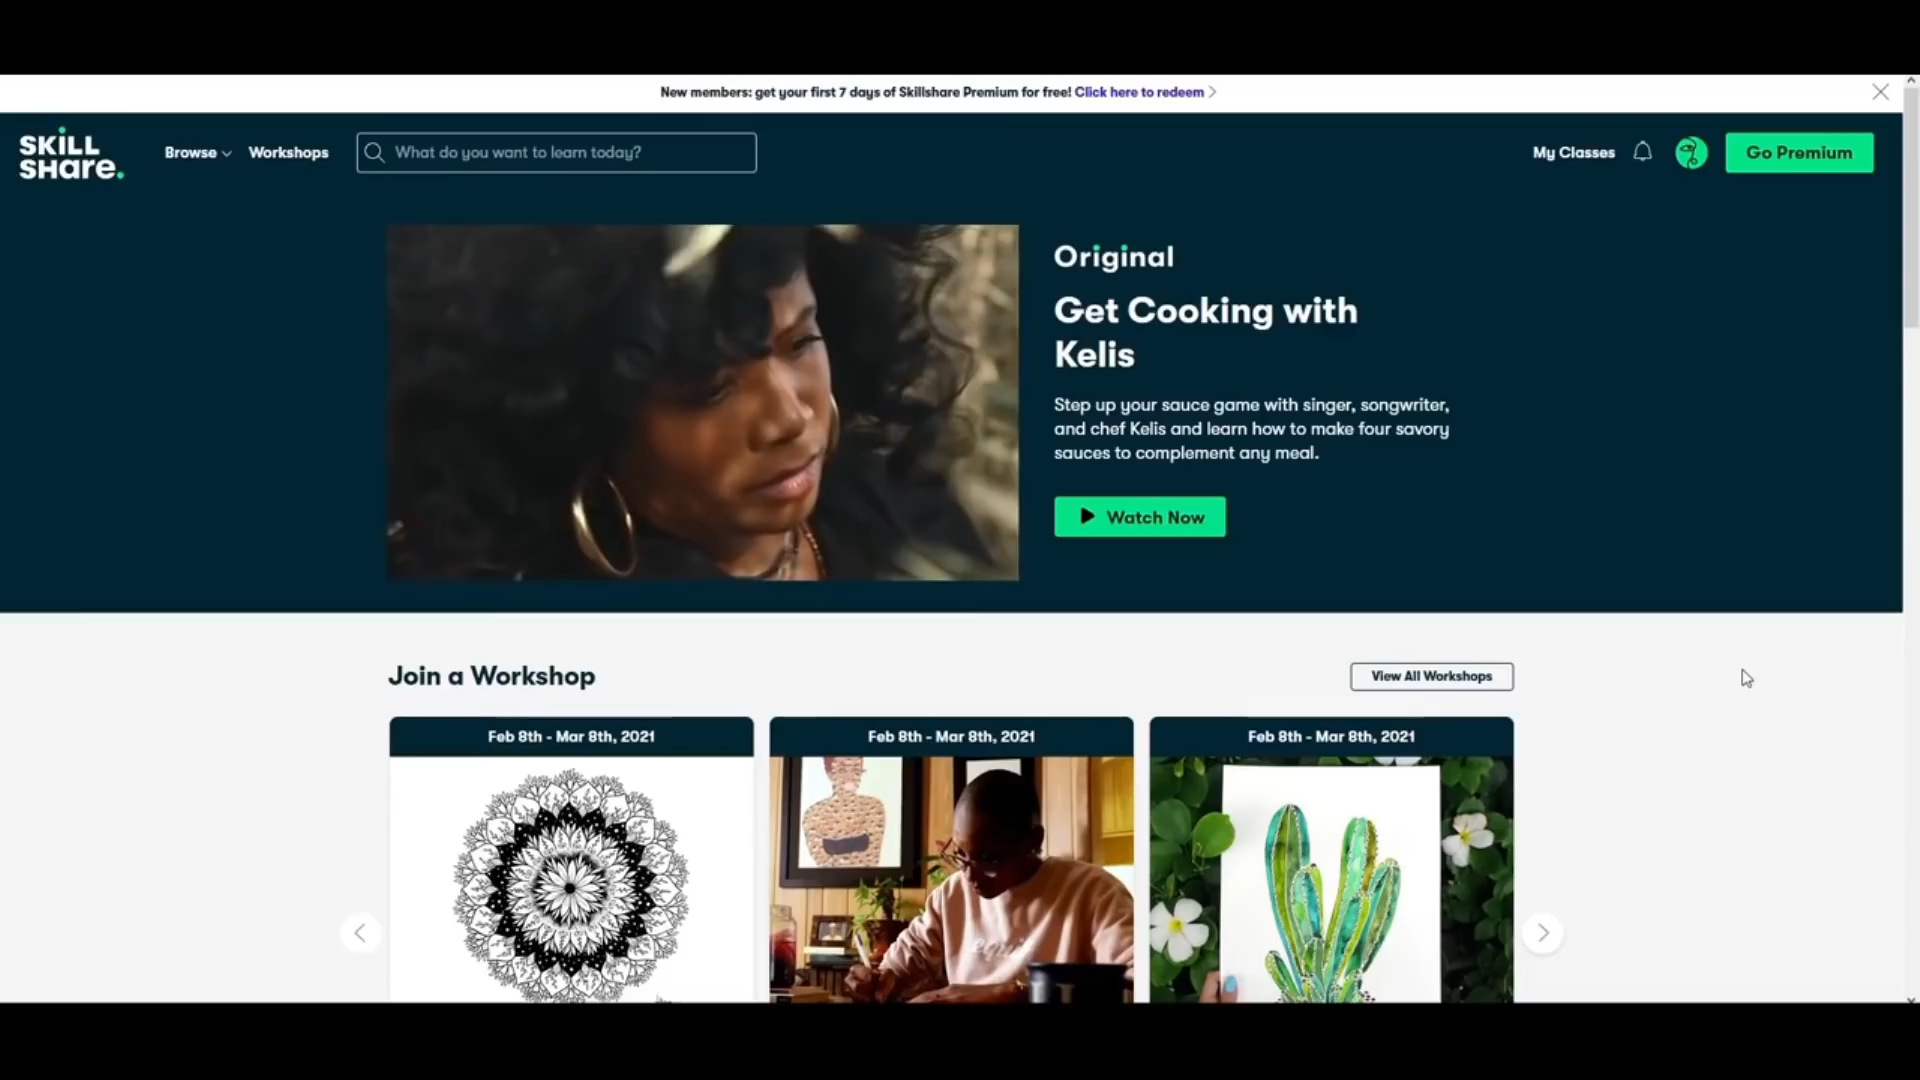 New members: get your first 7 days of Skillshare Premium for free! Click here to redeem
SKILL
SHare.
Browse
Workshops
What do you want to learn today?
My Classes
Go Premium
Original
Get Cooking with
Kelis
Step up your sauce game with singer, songwriter,
and chef Kelis and learn how to make four savory
sauces to complement any meal.
Watch Now
Join a Workshop
View All Workshops
Feb 8th - Mar 8th, 2021
Feb 8th - Mar 8th, 2021
Feb 8th - Mar 8th, 2021